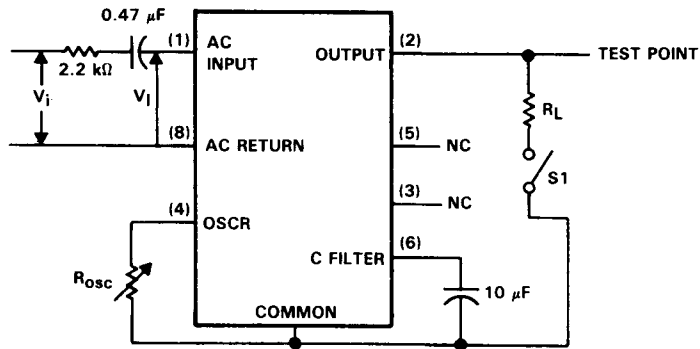 0.47 µF
2.2 kΩ
Vi
VI
(1)
AC
INPUT
OUTPUT
(2)
TEST POINT
RL
S1
(8)
AC RETURN
(5)
NC
(3)
NC
(4)
OSCR
(6)
C FILTER
Rosc
10 µF
COMMON